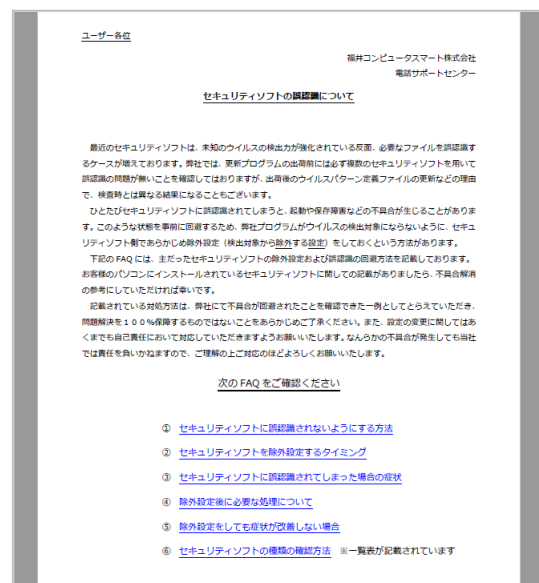 ユーザー各位
福井コンピュータスマート株式会社
電話サポートセンター
セキュリティソフトの誤認識について
最近のセキュリティソフトは、未知のウイルスの検出力が強化されている反面、必要なファイルを誤認識す
るケースが増えております。弊社では、更新プログラムの出荷前には必ず複数のセキュリティソフトを用いて
誤認識の問題が無いことを確認してはおりますが、出荷後のウイルスパターン定義ファイルの更新などの理由
で、検査時とは異なる結果になることもございます。
ひとたびセキュリティソフトに誤認識されてしまうと、起動や保存障害などの不具合が生じることがありま
す。このような状態を事前に回避するため、弊社プログラムがウイルスの検出対象にならないように、セキュ
リティソフト側であらかじめ除外設定（検出対象から除外する設定）をしておくという方法があります。
下記の FAQ には、主だったセキュリティソフトの除外設定および誤認識の回避方法を記載しております。
お客様のパソコンにインストールされているセキュリティソフトに関しての記載がありましたら、不具合解消
の参考にしていただければ幸いです。
記載されている対処方法は、弊社にて不具合が回避されたことを確認できた一例としてとらえていただき、
問題解決を１００％保障するものではないことをあらかじめご了承ください。また、設定の変更に関してはあ
くまでも自己責任において対応していただきますようお願いいたします。なんらかの不具合が発生しても当社
では責任を負いかねますので、ご理解の上ご対応のほどよろしくお願いいたします。
次の FAQ をご確認ください
① セキュリティソフトに誤認識されないようにする方法
② セキュリティソフトを除外設定するタイミング
③ セキュリティソフトに誤認識されてしまった場合の症状
④ 除外設定後に必要な処理について
⑤ 除外設定をしても症状が改善しない場合
⑥ セキュリティソフトの種類の確認方法 ※一覧表が記載されています